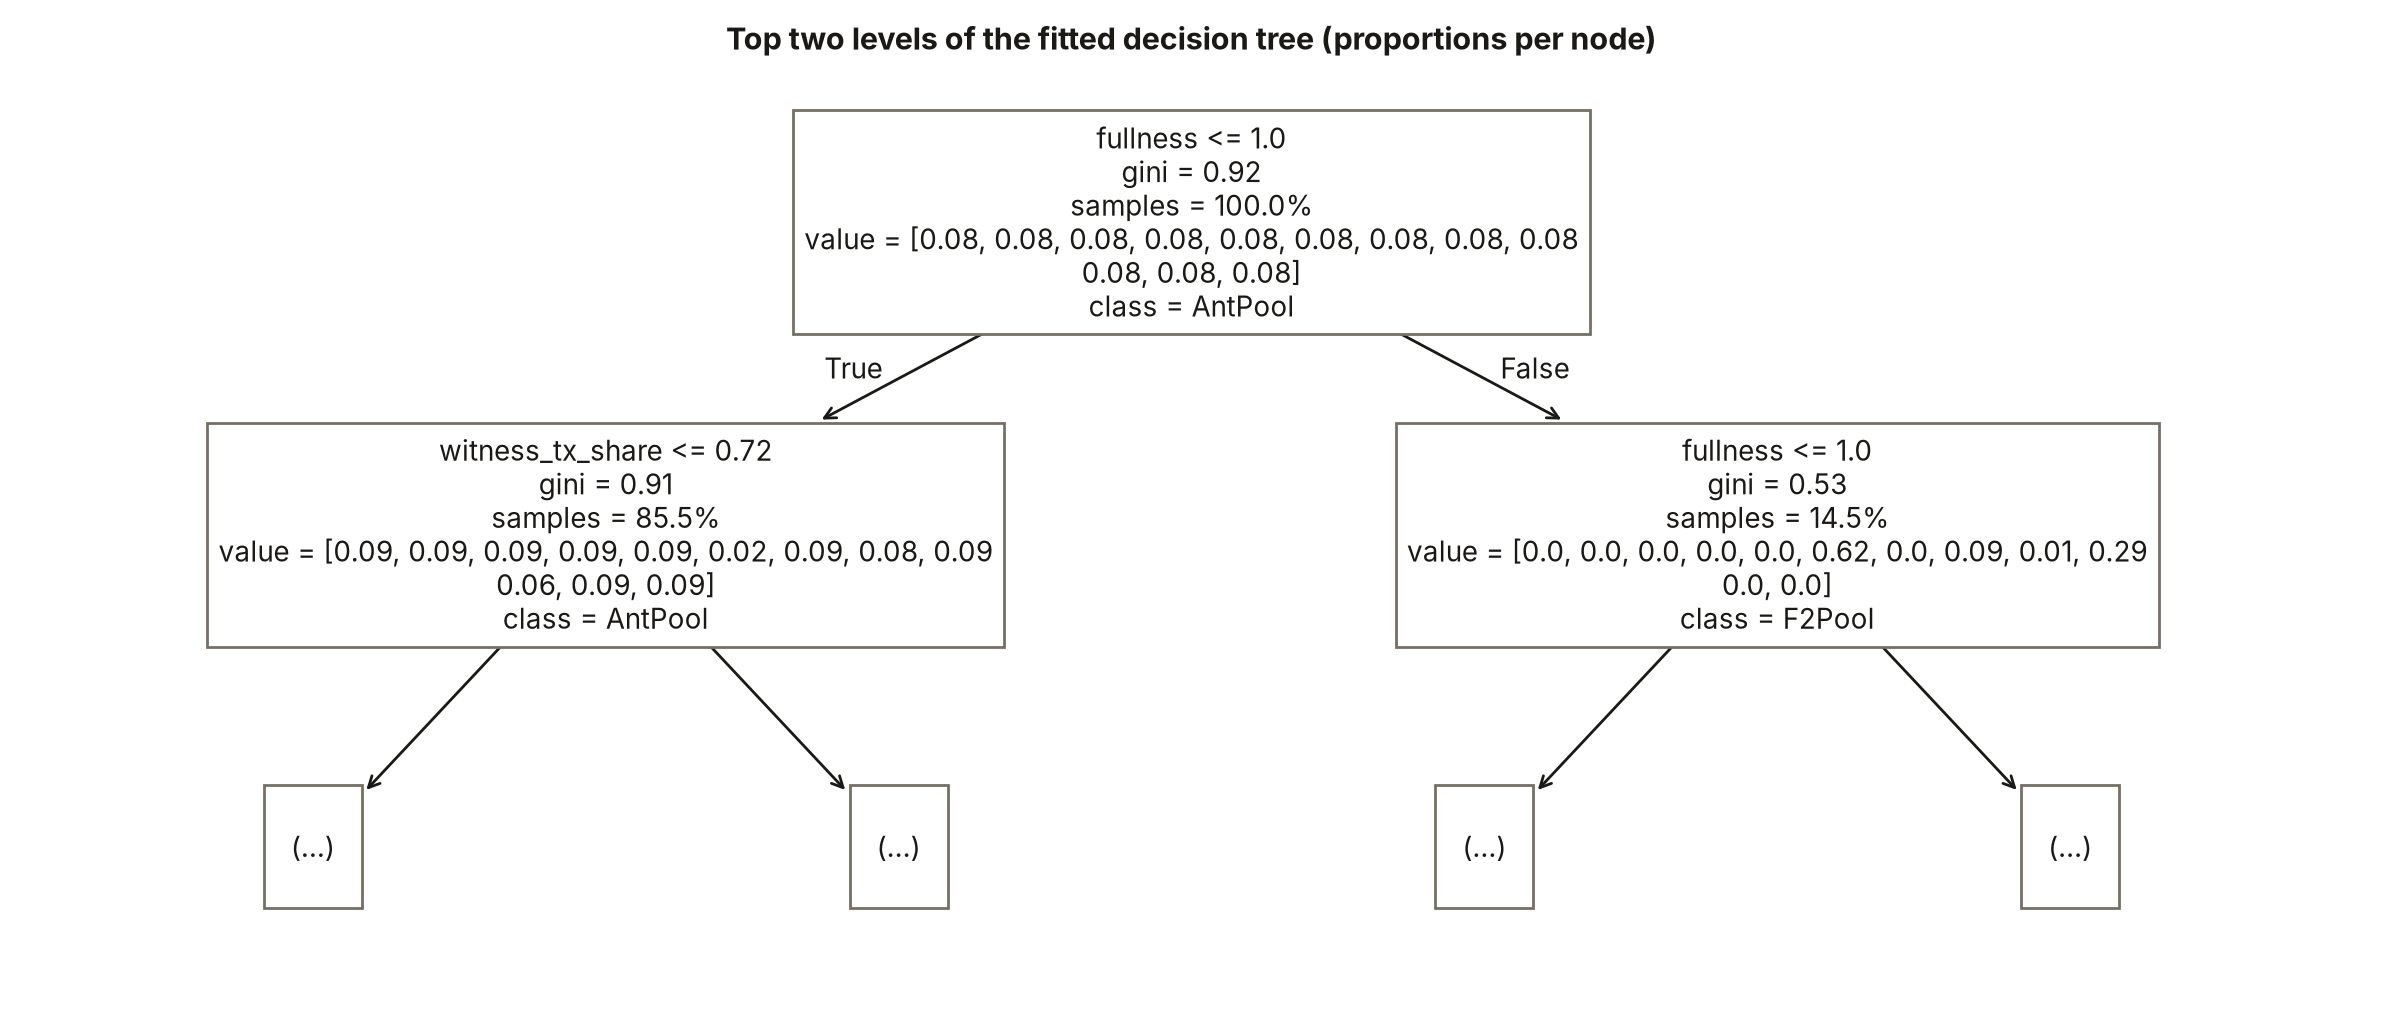 Top two levels of the fitted decision tree (proportions per node)
fullness <= 1.0
gini = 0.92
samples = 100.0%
value = [0.08, 0.08, 0.08, 0.08, 0.08, 0.08, 0.08, 0.08, 0.08
0.08, 0.08, 0.08]
class = AntPool
True
False
witness_tx_share <= 0.72
gini = 0.91
samples = 85.5%
value = [0.09, 0.09, 0.09, 0.09, 0.09, 0.02, 0.09, 0.08, 0.09
0.06, 0.09, 0.09]
class = AntPool
fullness <= 1.0
gini = 0.53
samples = 14.5%
value = [0.0, 0.0, 0.0, 0.0, 0.0, 0.62, 0.0, 0.09, 0.01, 0.29
0.0, 0.0]
class = F2Pool
(...)
(...)
(...)
(...)